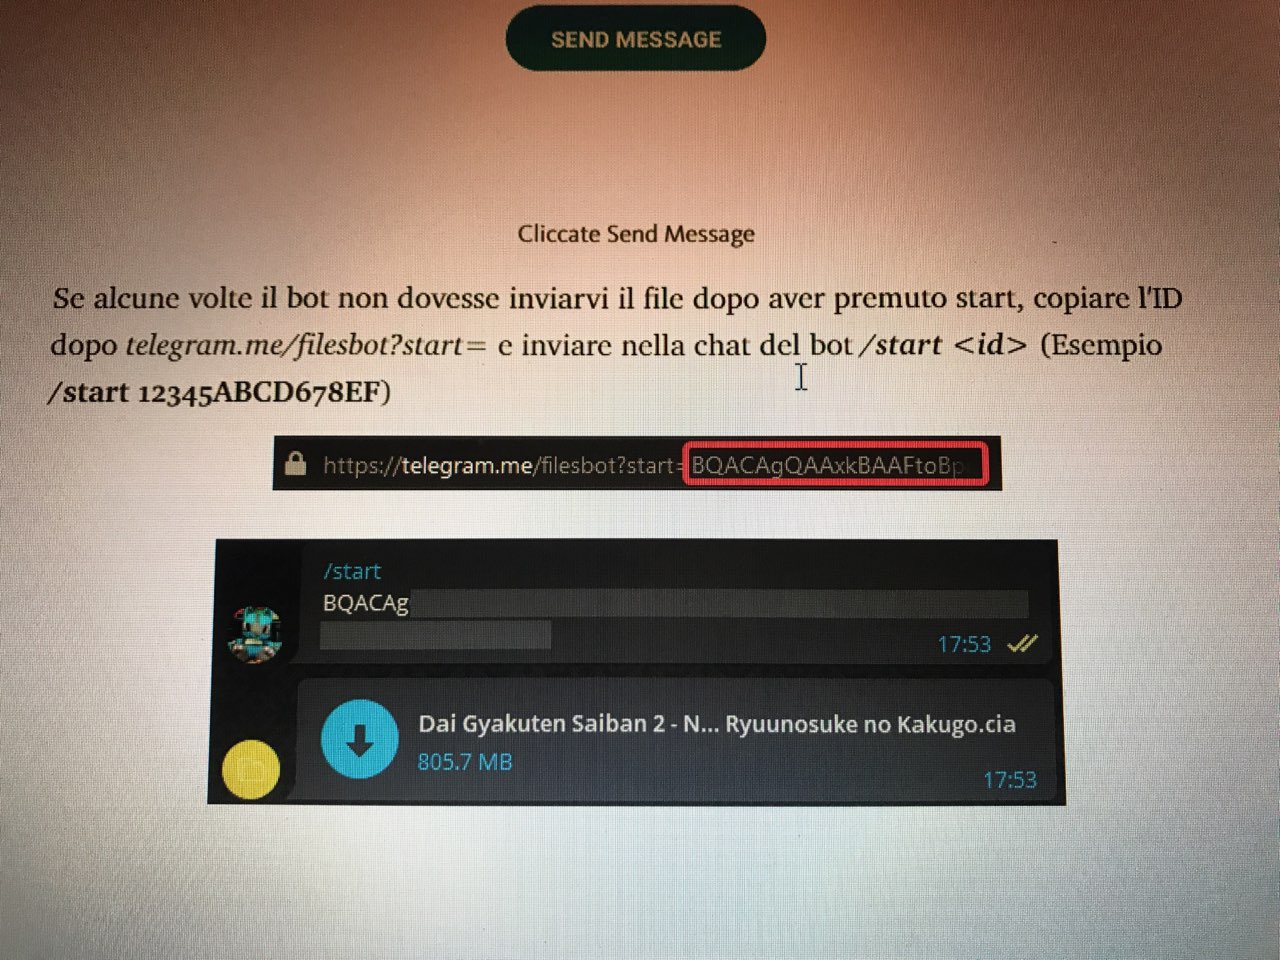 SEND MESSAGE
Cliccate Send Message
Se alcune volte il bot non dovesse inviarvi il file dopo aver premuto start, copiare l'ID
dopo telegram.me/filesbot?start= e inviare nella chat del bot /start <id> (Esempio
/start 12345ABCD678EF)
https://telegram.me/filesbot?start=BQACAgQAAxkBAAFtoBp
/start
BQACAg
17:53
Dai Gyakuten Saiban 2 - N... Ryuunosuke no Kakugo.cia
805.7 MB
17:53